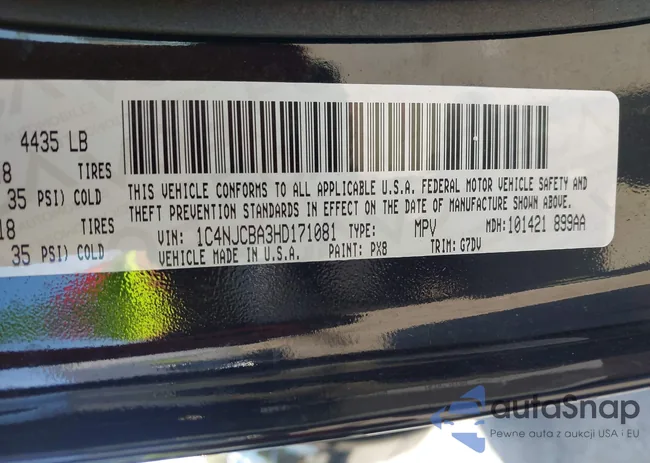 4435 LB
8 TIRES
35 PSI) COLD
18 TIRES
35 PSI) COLD
THIS VEHICLE CONFORMS TO ALL APPLICABLE U.S.A. FEDERAL MOTOR VEHICLE SAFETY AND
THEFT PREVENTION STANDARDS IN EFFECT ON THE DATE OF MANUFACTURE SHOWN ABOVE.
VIN: 1C4NJCBA3HD171081 TYPE: MPV MDH:101421 899AA
VEHICLE MADE IN U.S.A. PAINT: PX8 TRIM: G7DV
autaSnap
Pewne auta z aukcji USA i EU